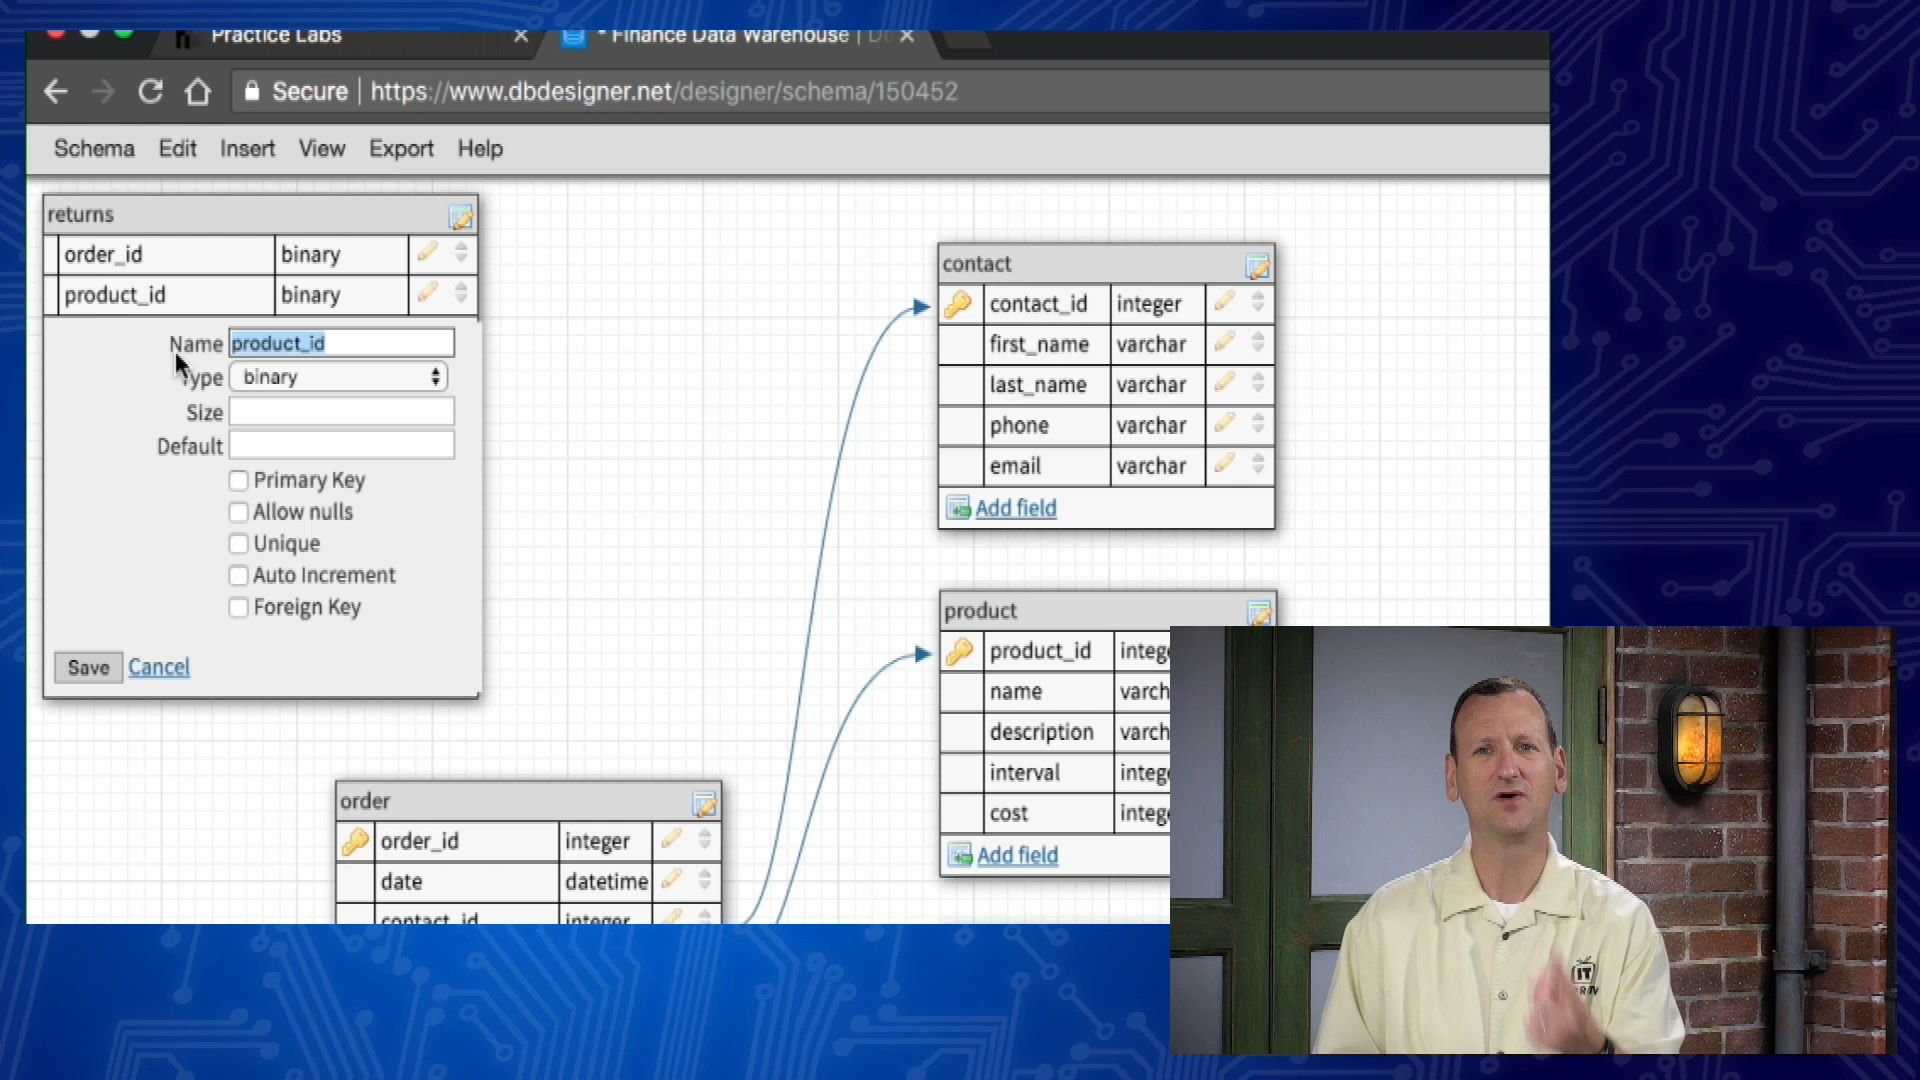 Practice Labs
* Finance Data Warehouse |
Secure
https://www.dbdesigner.net/designer/schema/150452
Schema Edit Insert View Export Help
returns
order_id binary
product_id binary
Name product_id
Type binary
Size
Default
Primary Key
Allow nulls
Unique
Auto Increment
Foreign Key
Save Cancel
contact
contact_id integer
first_name varchar
last_name varchar
phone varchar
email varchar
Add field
product
product_id
name
description
interval
cost
Add field
order
order_id integer
date datetime
contact_id integer
IT